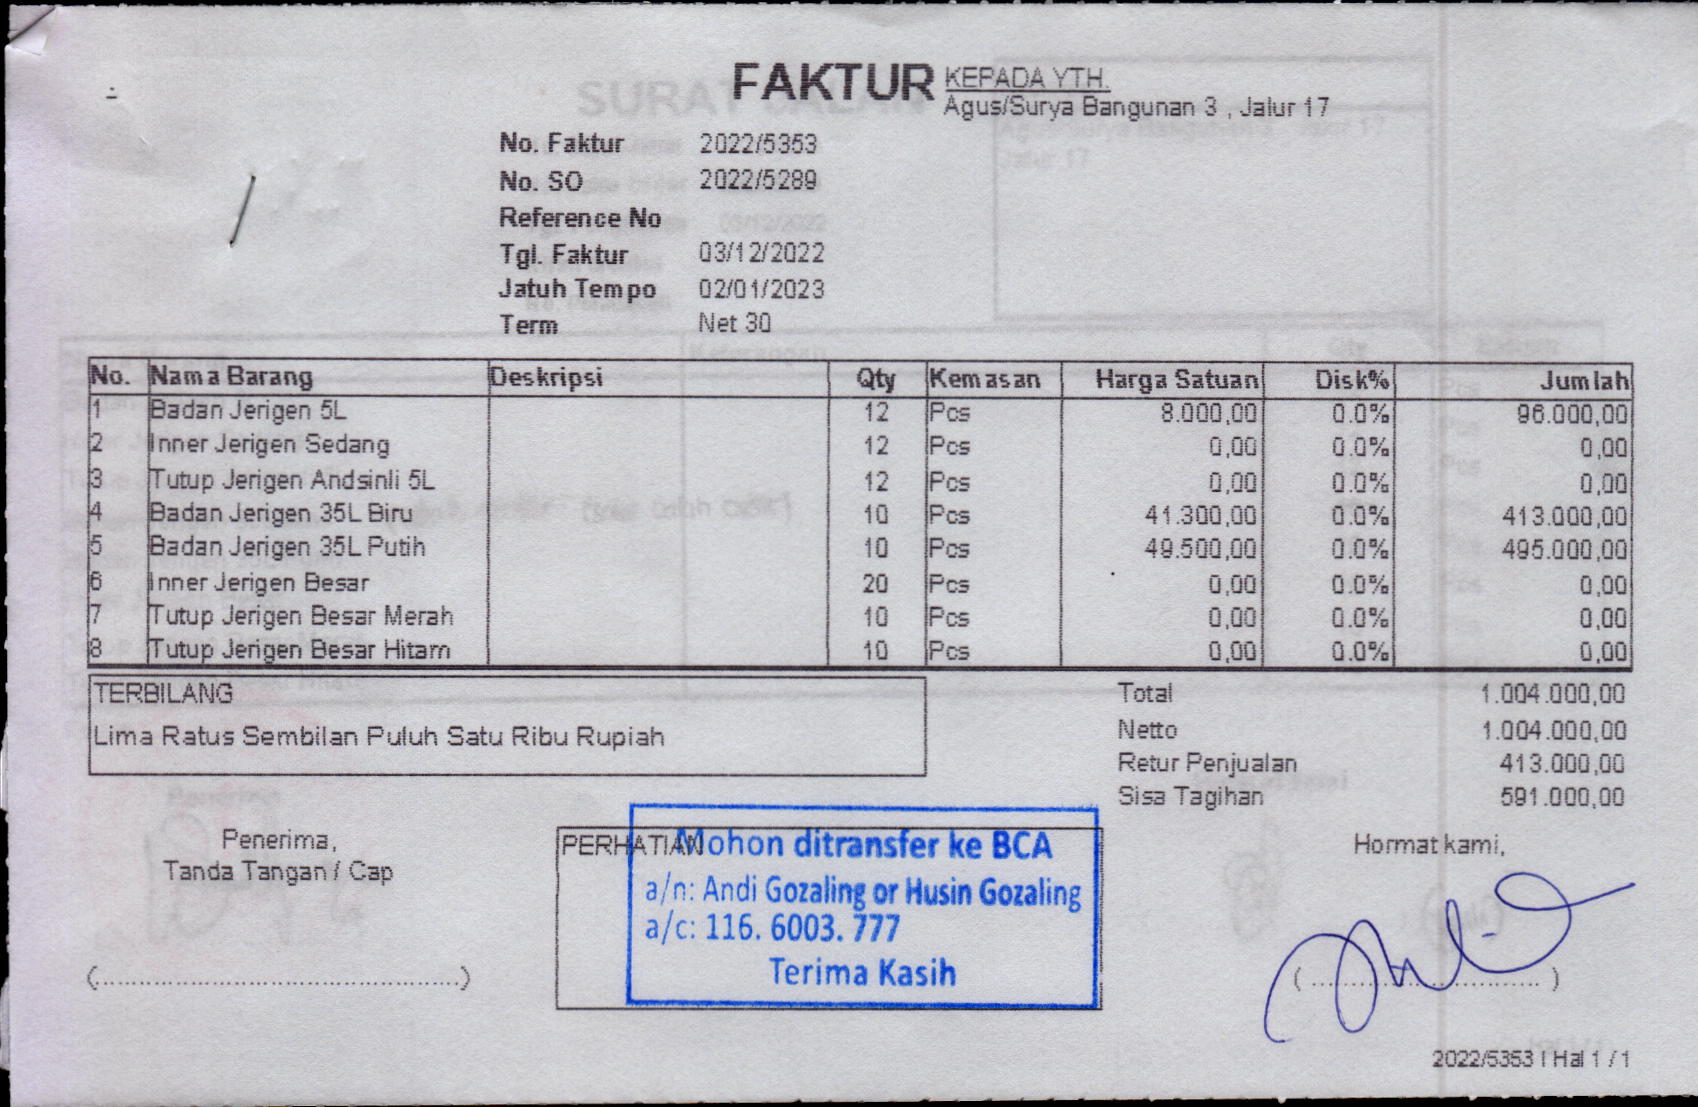 FAKTUR
KEPADA YTH.
Agus/Surya Bangunan 3 , Jalur 17
No. Faktur 2022/5353
No. SO 2022/5289
Reference No
Tgl. Faktur 03/12/2022
Jatuh Tempo 02/01/2023
Term Net 30
No. Nama Barang Deskripsi Qty Kemasan Harga Satuan Disk% Jumlah
1 Badan Jerigen 5L 12 Pcs 8.000,00 0.0% 96.000,00
2 Inner Jerigen Sedang 12 Pcs 0,00 0.0% 0,00
3 Tutup Jerigen Andsinli 5L 12 Pcs 0,00 0.0% 0,00
4 Badan Jerigen 35L Biru 10 Pcs 41.300,00 0.0% 413.000,00
5 Badan Jerigen 35L Putih 10 Pcs 49.500,00 0.0% 495.000,00
6 Inner Jerigen Besar 20 Pcs 0,00 0.0% 0,00
7 Tutup Jerigen Besar Merah 10 Pcs 0,00 0.0% 0,00
8 Tutup Jerigen Besar Hitam 10 Pcs 0,00 0.0% 0,00
TERBILANG
Lima Ratus Sembilan Puluh Satu Ribu Rupiah
Total 1.004.000,00
Netto 1.004.000,00
Retur Penjualan 413.000,00
Sisa Tagihan 591.000,00
Penerima,
Tanda Tangan / Cap
(................................................)
PERHATIAN
Mohon ditransfer ke BCA
a/n: Andi Gozaling or Husin Gozaling
a/c: 116. 6003. 777
Terima Kasih
Hormat kami,
(..............................)
2022/5353 I Hal 1 / 1